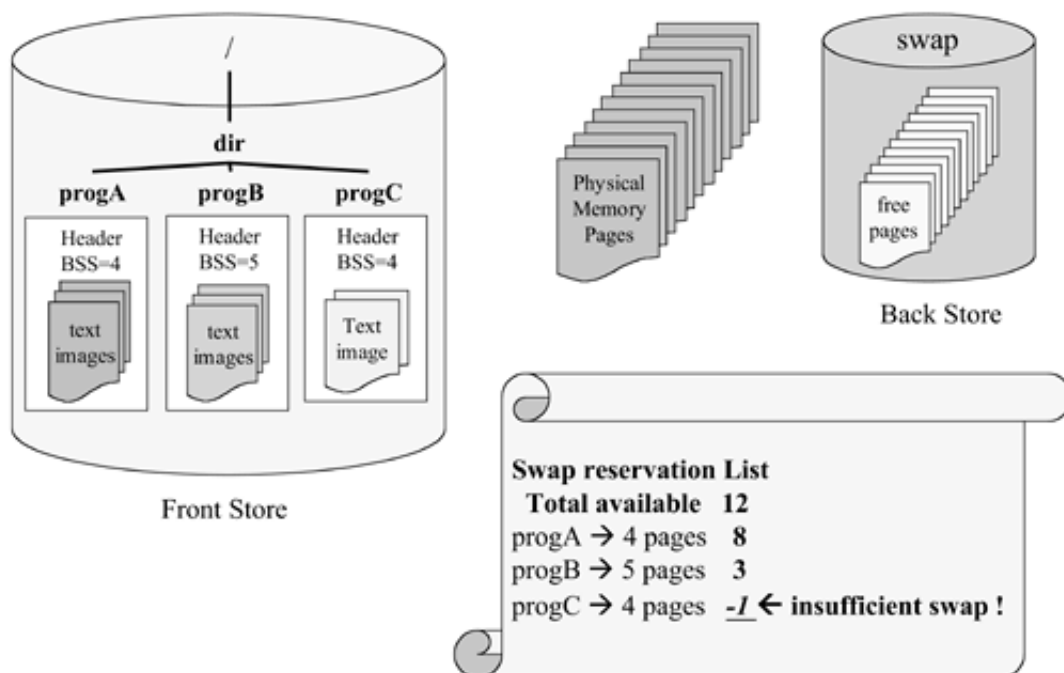 /
dir
progA progB progC
Header
BSS=4
text
images
Header
BSS=5
text
images
Header
BSS=4
Text
image
Front Store
Physical
Memory
Pages
swap
free
pages
Back Store
Swap reservation List
Total available 12
progA → 4 pages 8
progB → 5 pages 3
progC → 4 pages -1 ← insufficient swap !